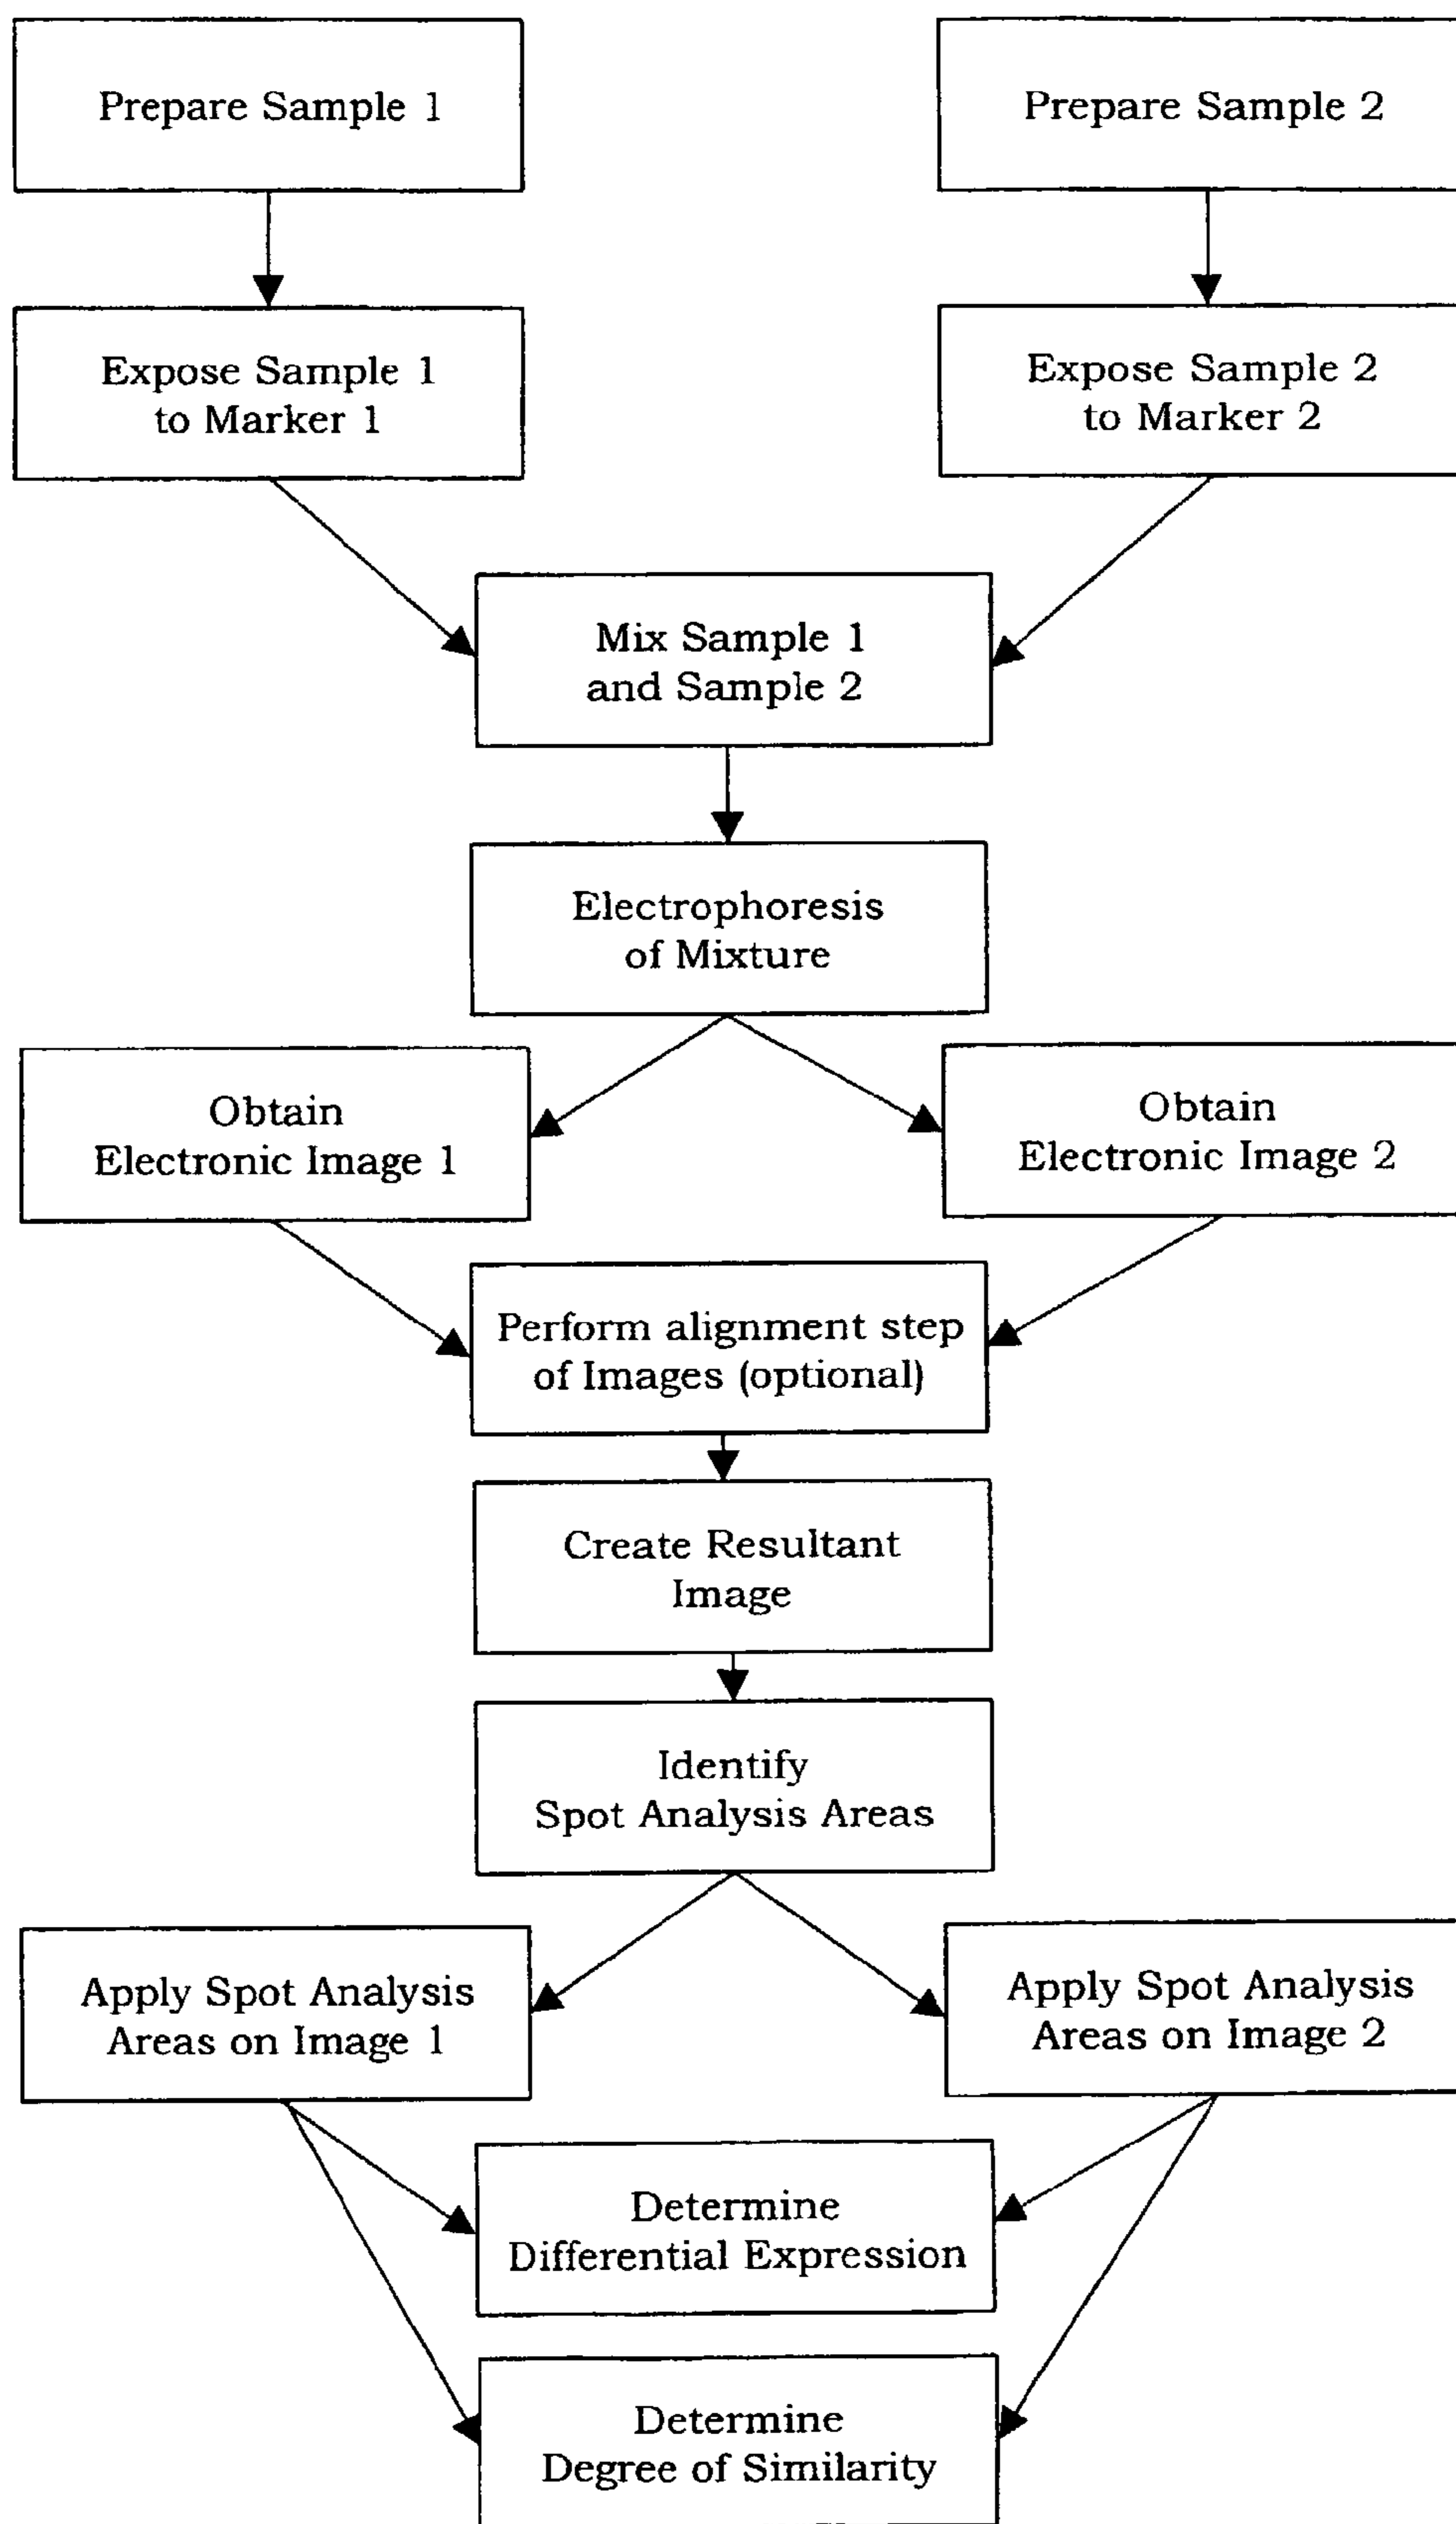 Prepare Sample 1
Prepare Sample 2
Expose Sample 1
to Marker 1
Expose Sample 2
to Marker 2
Mix Sample 1
and Sample 2
Electrophoresis
of Mixture
Obtain
Electronic Image 1
Obtain
Electronic Image 2
Perform alignment step
of Images (optional)
Create Resultant
Image
Identify
Spot Analysis Areas
Apply Spot Analysis
Areas on Image 1
Apply Spot Analysis
Areas on Image 2
Determine
Differential Expression
Determine
Degree of Similarity